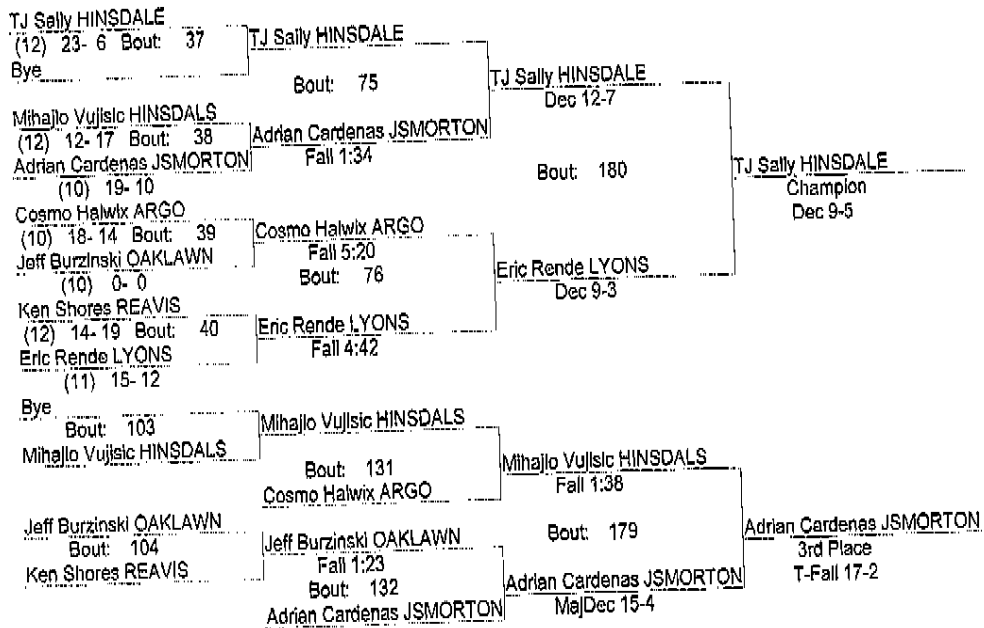 TJ Sally HINSDALE
(12) 23- 6 Bout: 37
Bye
TJ Sally HINSDALE
Bout: 75
Mihajlo Vujisic HINSDALS
(12) 12- 17 Bout: 38
Adrian Cardenas JSMORTON
(10) 19- 10
Adrian Cardenas JSMORTON
Fall 1:34
TJ Sally HINSDALE
Dec 12-7
Bout: 180
Cosmo Halwix ARGO
(10) 18- 14 Bout: 39
Jeff Burzinski OAKLAWN
(10) 0- 0
Cosmo Halwix ARGO
Fall 5:20
Bout: 76
Ken Shores REAVIS
(12) 14- 19 Bout: 40
Eric Rende LYONS
(11) 15- 12
Eric Rende LYONS
Fall 4:42
Eric Rende LYONS
Dec 9-3
TJ Sally HINSDALE
Champion
Dec 9-5
Bye
Bout: 103
Mihajlo Vujisic HINSDALS
Mihajlo Vujisic HINSDALS
Bout: 131
Cosmo Halwix ARGO
Mihajlo Vujisic HINSDALS
Fall 1:38
Bout: 179
Jeff Burzinski OAKLAWN
Bout: 104
Ken Shores REAVIS
Jeff Burzinski OAKLAWN
Fall 1:23
Bout: 132
Adrian Cardenas JSMORTON
Adrian Cardenas JSMORTON
MajDec 15-4
Adrian Cardenas JSMORTON
3rd Place
T-Fall 17-2